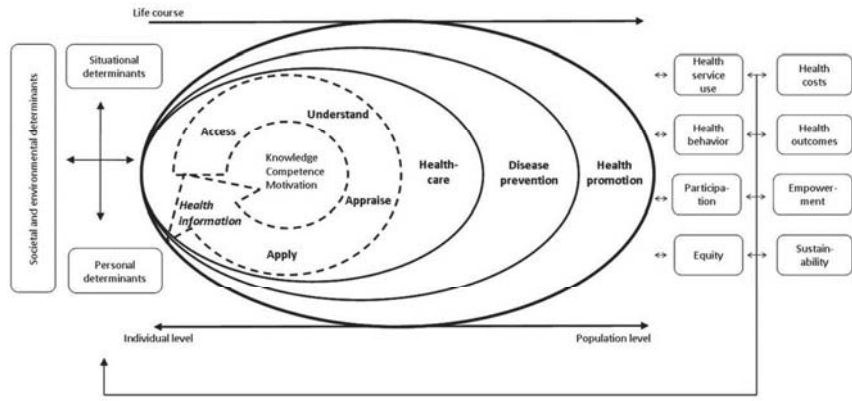 Life course
Societal and environmental determinants
Situational
determinants
Personal
determinants
Access
Understand
Knowledge
Competence
Motivation
Health
information
Appraise
Apply
Health-
care
Disease
prevention
Health
promotion
Health
service
use
Health
costs
Health
behavior
Health
outcomes
Participa-
tion
Empower-
ment
Equity
Sustain-
ability
Individual level
Population level